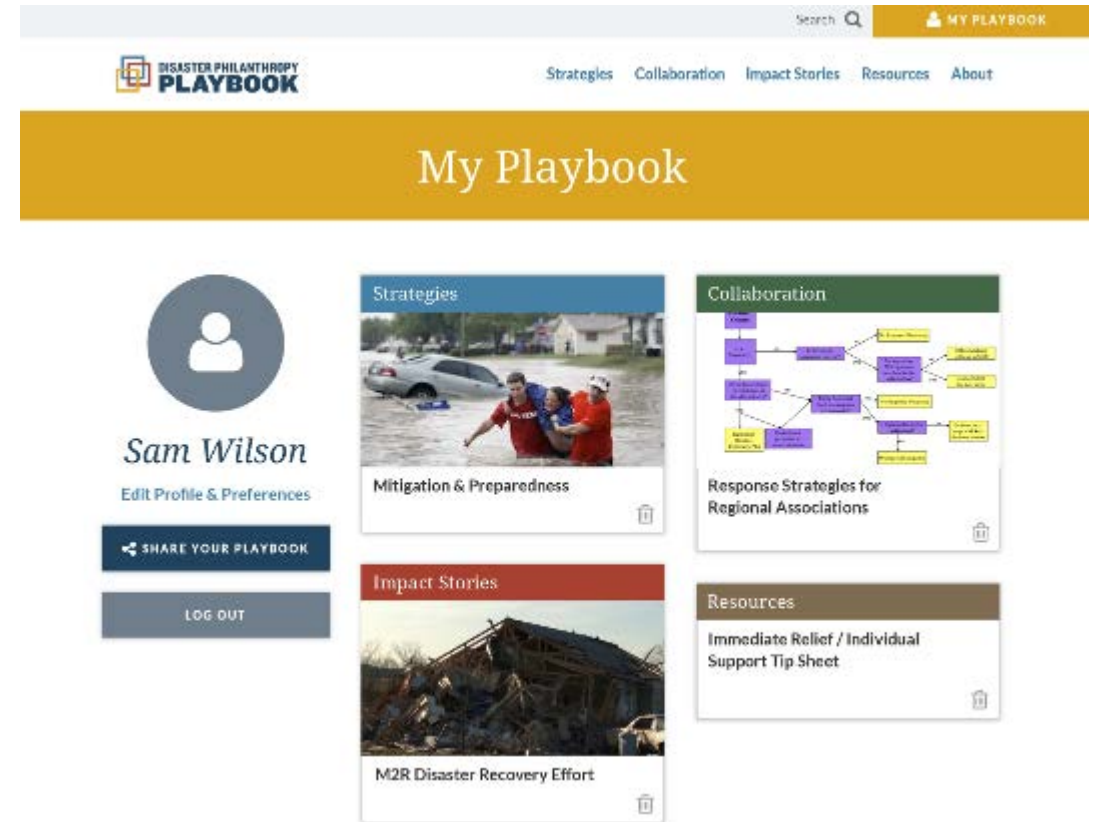 Search
MY PLAYBOOK
DISASTER PHILANTHROPY
PLAYBOOK
Strategies Collaboration Impact Stories Resources About
My Playbook
Sam Wilson
Edit Profile & Preferences
SHARE YOUR PLAYBOOK
LOG OUT
Strategies
Mitigation & Preparedness
Collaboration
Response Strategies for
Regional Associations
Impact Stories
M2R Disaster Recovery Effort
Resources
Immediate Relief / Individual
Support Tip Sheet